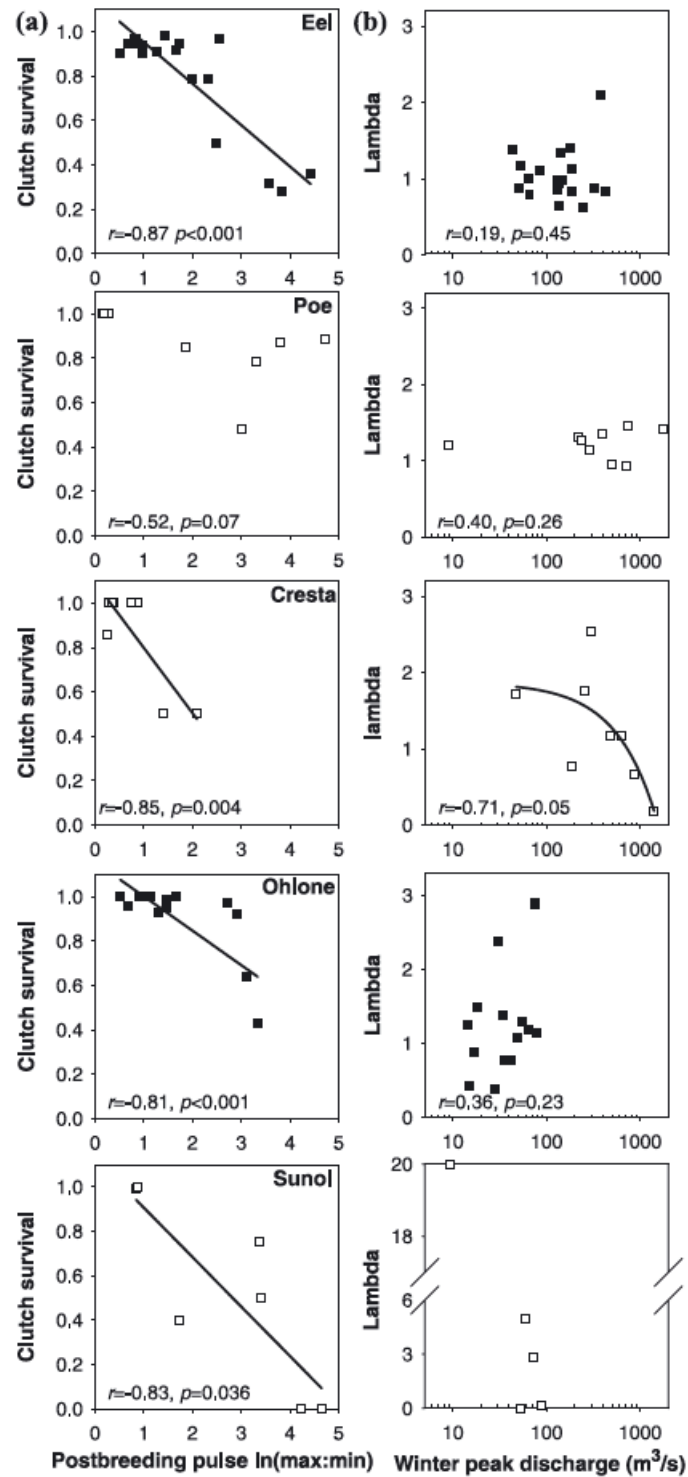 (a) Eel (b)
Clutch survival
1.0
0.8
0.6
0.4
0.2
0.0
r=-0.87 p<0.001
0 1 2 3 4 5
Lambda
3
2
1
0
r=0.19, p=0.45
10 100 1000
Poe
Clutch survival
1.0
0.8
0.6
0.4
0.2
0.0
r=-0.52, p=0.07
0 1 2 3 4 5
Lambda
3
2
1
0
r=0.40, p=0.26
10 100 1000
Cresta
Clutch survival
1.0
0.8
0.6
0.4
0.2
0.0
r=-0.85, p=0.004
0 1 2 3 4 5
lambda
3
2
1
0
r=-0.71, p=0.05
10 100 1000
Ohlone
Clutch survival
1.0
0.8
0.6
0.4
0.2
0.0
r=-0.81, p<0.001
0 1 2 3 4 5
Lambda
3
2
1
0
r=0.36, p=0.23
10 100 1000
Sunol
Clutch survival
1.0
0.8
0.6
0.4
0.2
0.0
r=-0.83, p=0.036
0 1 2 3 4 5
Postbreeding pulse ln(max:min)
Lambda
20
18
6
3
0
10 100 1000
Winter peak discharge (m³/s)